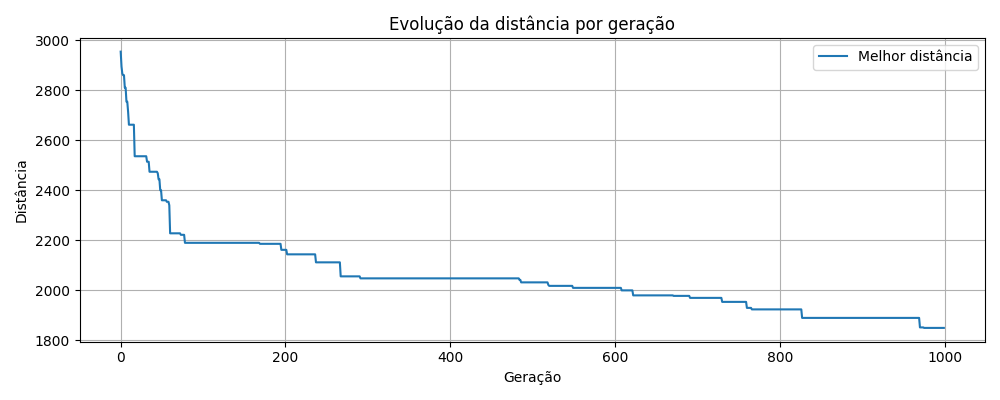 Evolução da distância por geração
Melhor distância
Distância
3000
2800
2600
2400
2200
2000
1800
0 200 400 600 800 1000
Geração